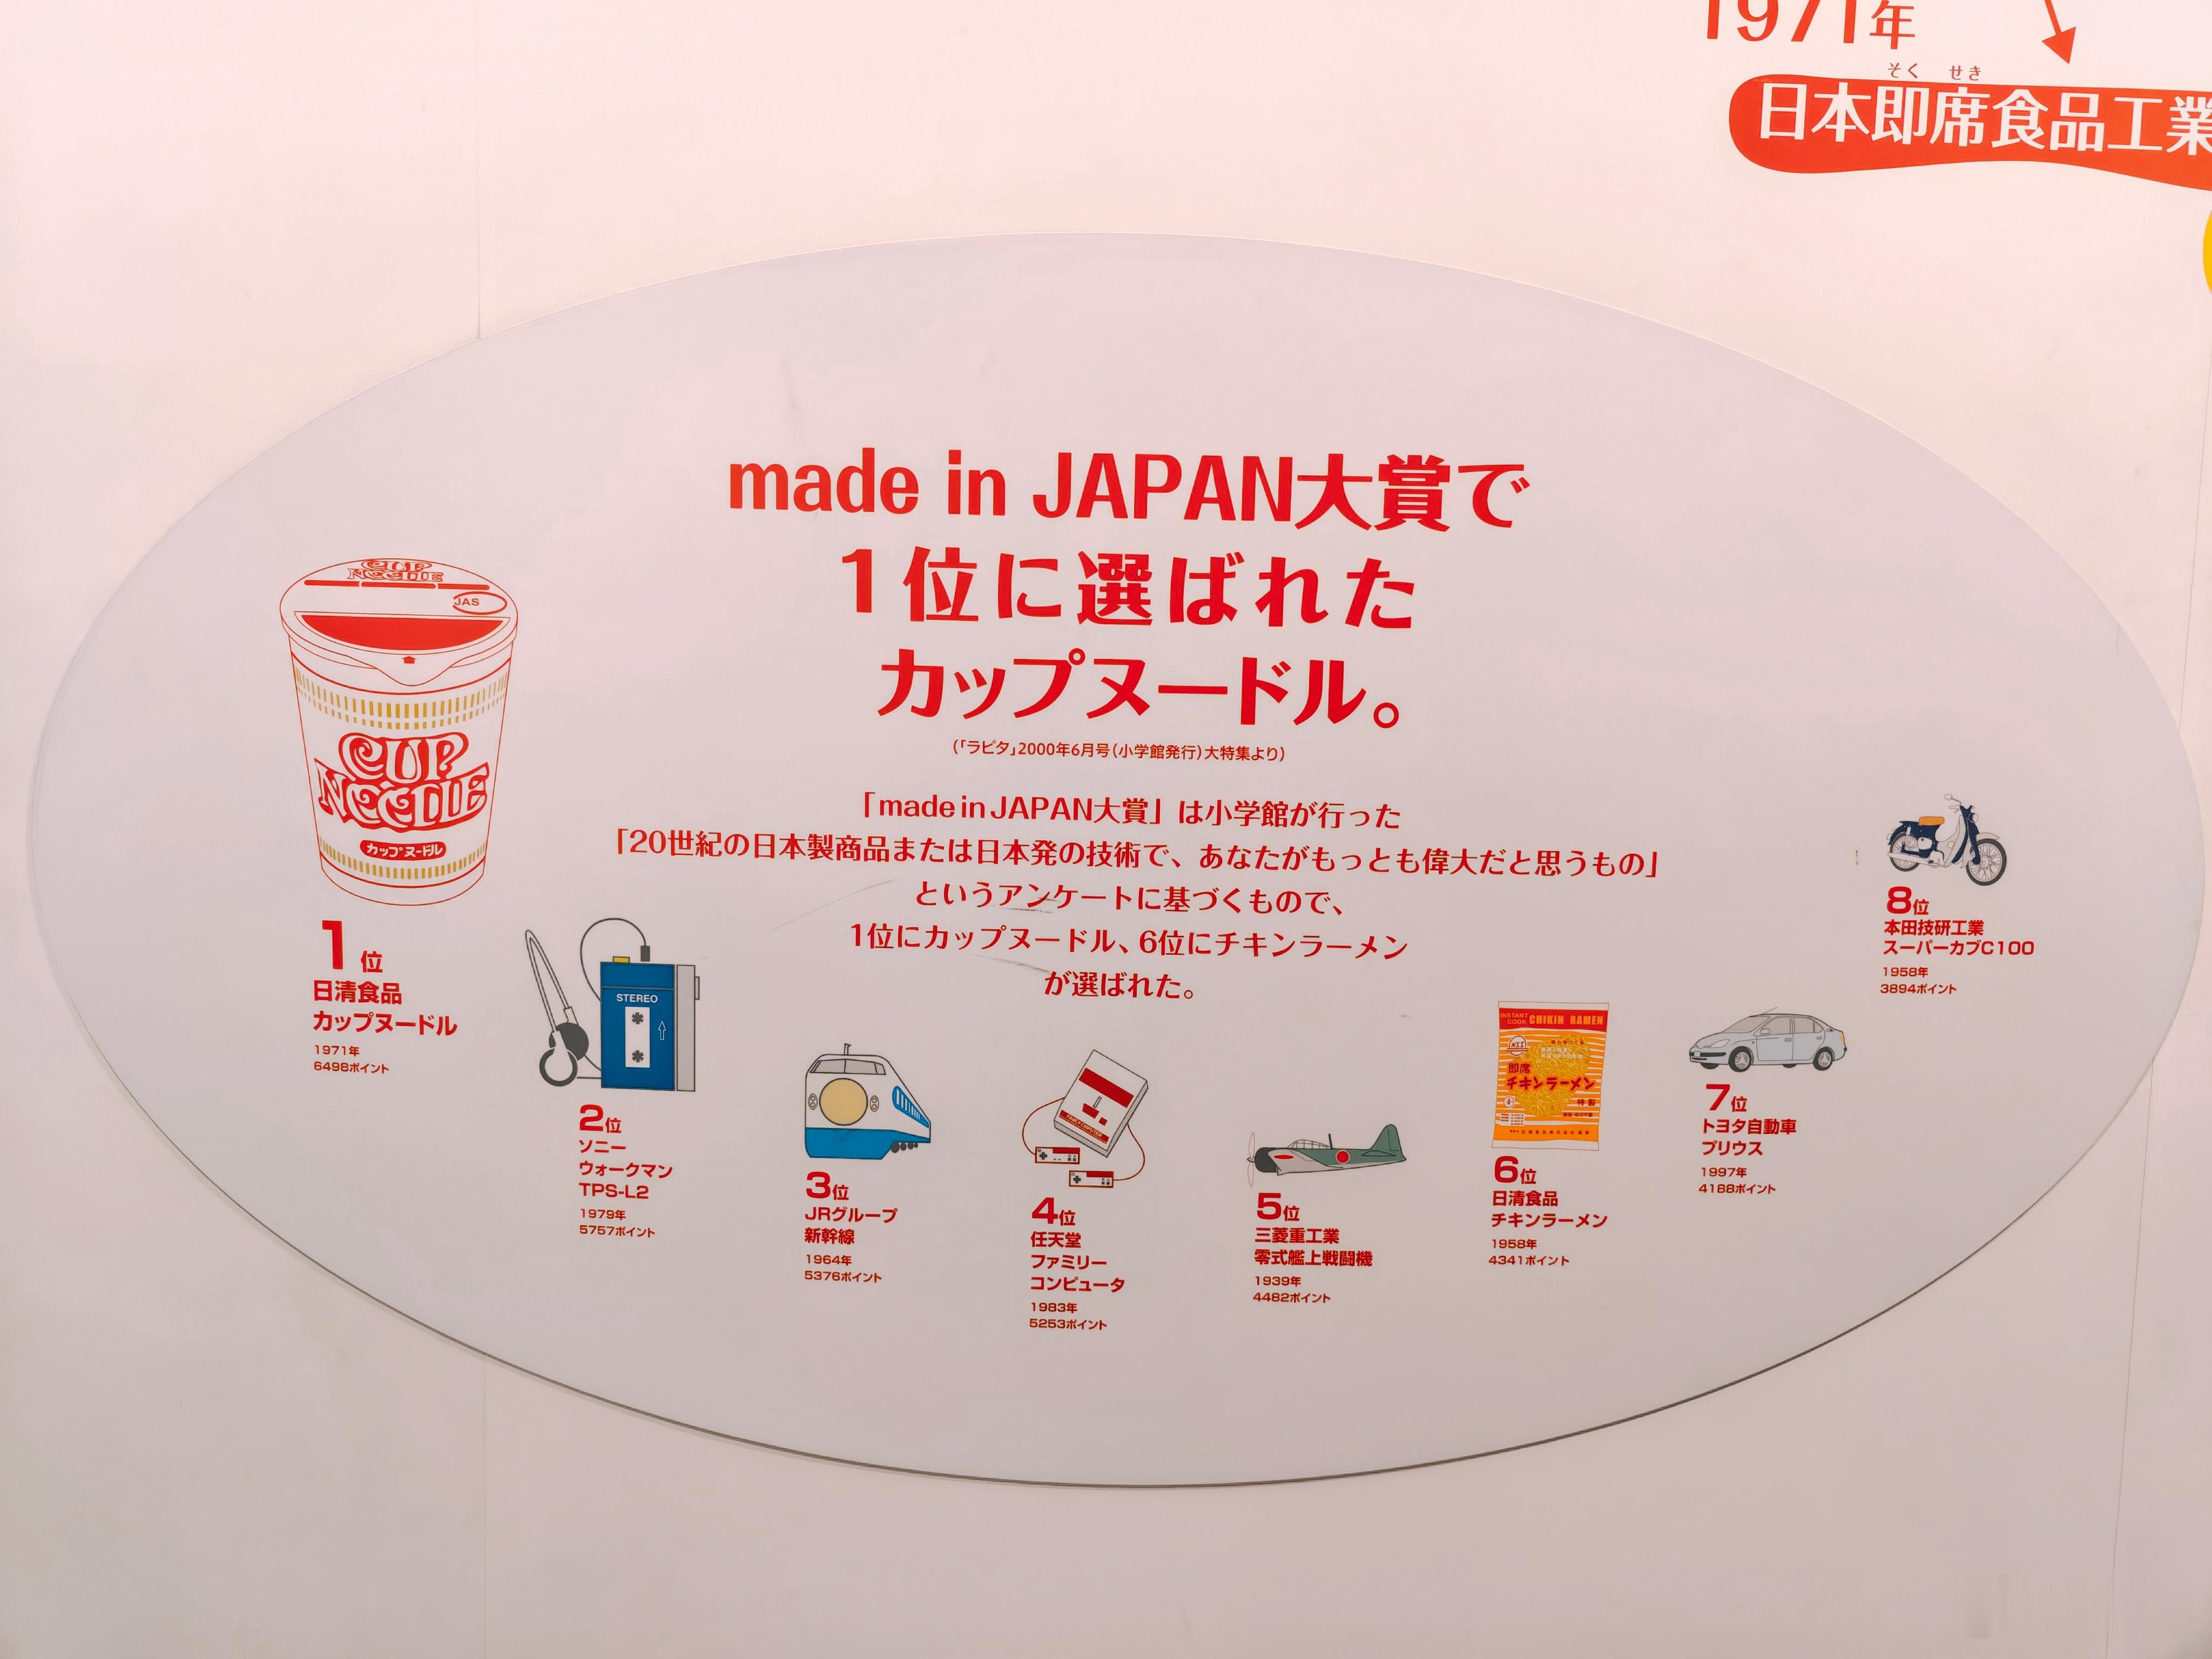 1971年
そく せき
日本即席食品工業
made in JAPAN大賞で
1位に選ばれた
カップヌードル。
(「ラピタ」2000年6月号(小学館発行)大特集より)
「made in JAPAN大賞」は小学館が行った
「20世紀の日本製商品または日本発の技術で、あなたがもっとも偉大だと思うもの」
というアンケートに基づくもので、
1位にカップヌードル、6位にチキンラーメン
が選ばれた。
CUP
NOODLE
JAS
CUP
NOODLE
カップヌードル
1位
日清食品
カップヌードル
1971年
6498ポイント
STEREO
2位
ソニー
ウォークマン
TPS-L2
1979年
5757ポイント
3位
JRグループ
新幹線
1964年
5376ポイント
FAMILY COMPUTER
4位
任天堂
ファミリー
コンピュータ
1983年
5253ポイント
5位
三菱重工業
零式艦上戦闘機
1939年
4482ポイント
INSTANT
COOK CHIKIN RAMEN
即席
チキンラーメン
特製
6位
日清食品
チキンラーメン
1958年
4341ポイント
7位
トヨタ自動車
プリウス
1997年
4188ポイント
8位
本田技研工業
スーパーカブC100
1958年
3894ポイント